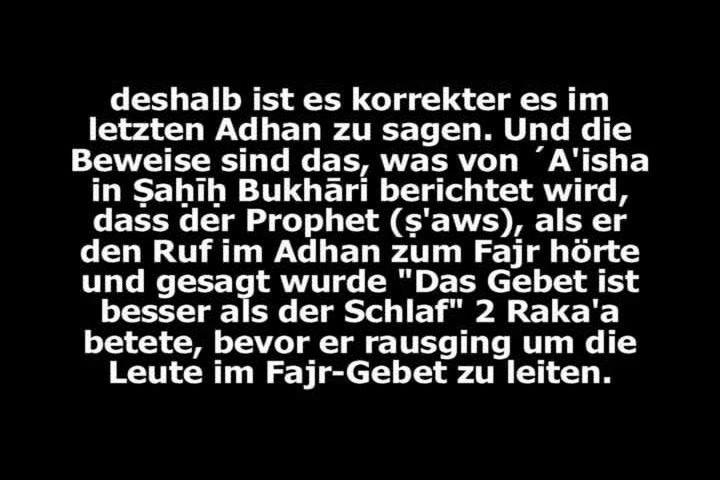 deshalb ist es korrekter es im
letzten Adhan zu sagen. Und die
Beweise sind das, was von ´A'isha
in Ṣaḥīḥ Bukhāri berichtet wird,
dass der Prophet (ṣ'aws), als er
den Ruf im Adhan zum Fajr hörte
und gesagt wurde "Das Gebet ist
besser als der Schlaf" 2 Raka'a
betete, bevor er rausging um die
Leute im Fajr-Gebet zu leiten.